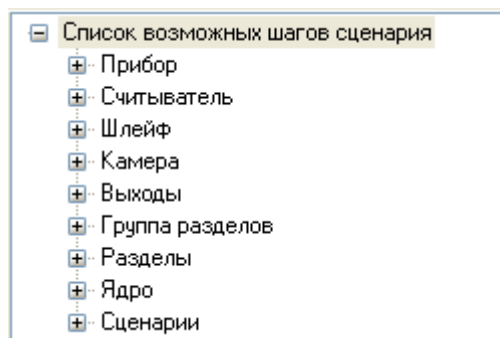 Список возможных шагов сценария
Прибор
Считыватель
Шлейф
Камера
Выходы
Группа разделов
Разделы
Ядро
Сценарии